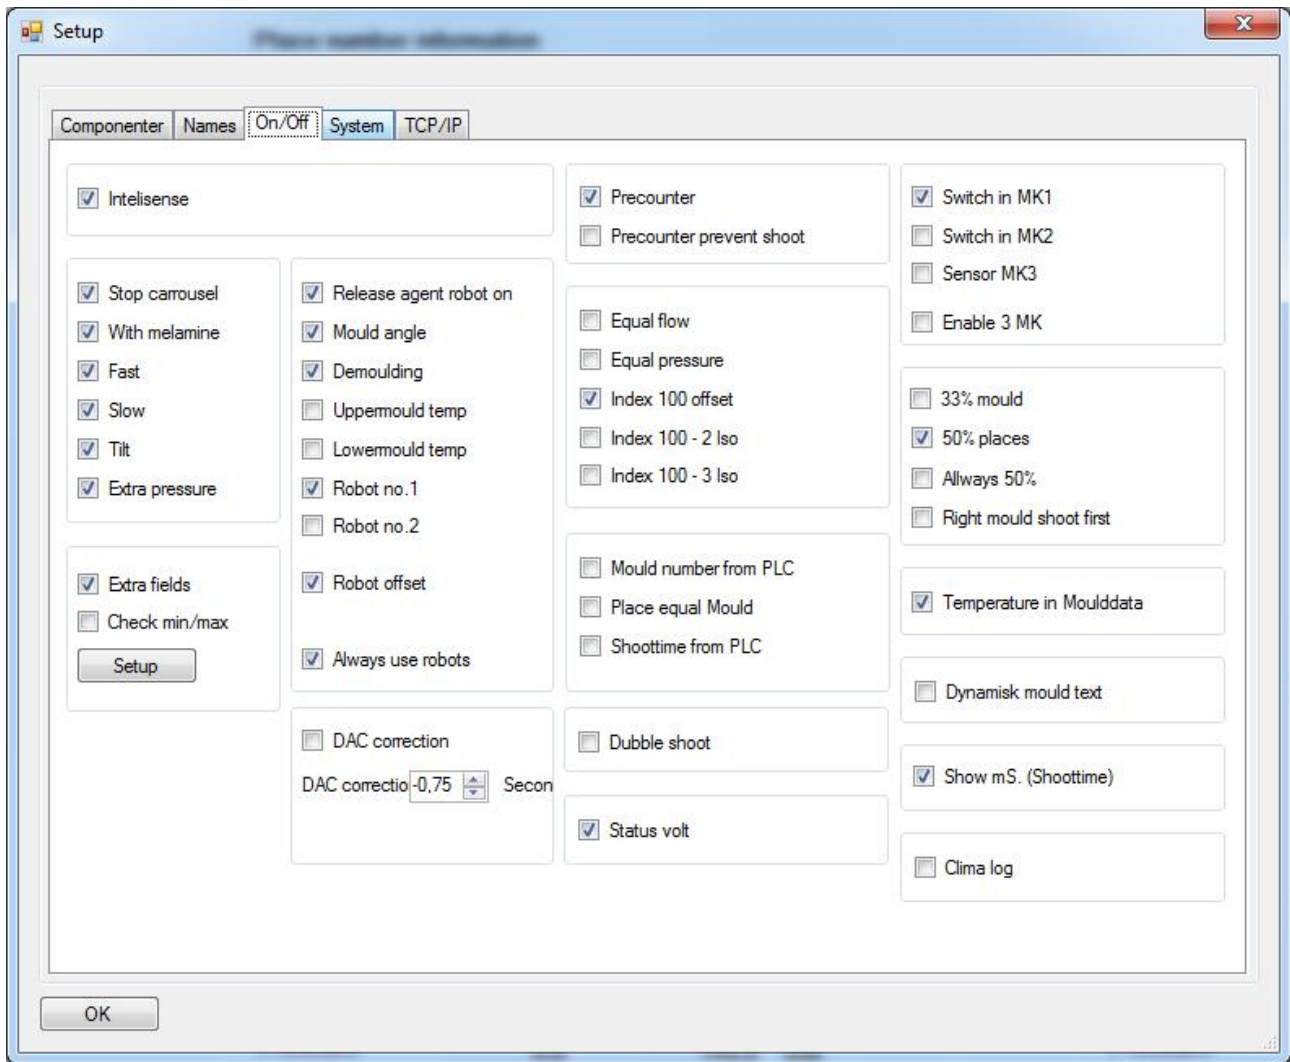 Setup
Place number information
Componenter
Names
On/Off
System
TCP/IP
Intelisense
Stop carrousel
With melamine
Fast
Slow
Tilt
Extra pressure
Extra fields
Check min/max
Setup
Release agent robot on
Mould angle
Demoulding
Uppermould temp
Lowermould temp
Robot no.1
Robot no.2
Robot offset
Always use robots
DAC correction
DAC correctio -0,75 Secon
Precounter
Precounter prevent shoot
Equal flow
Equal pressure
Index 100 offset
Index 100 - 2 Iso
Index 100 - 3 Iso
Mould number from PLC
Place equal Mould
Shoottime from PLC
Dubble shoot
Status volt
Switch in MK1
Switch in MK2
Sensor MK3
Enable 3 MK
33% mould
50% places
Allways 50%
Right mould shoot first
Temperature in Moulddata
Dynamisk mould text
Show mS. (Shoottime)
Clima log
OK